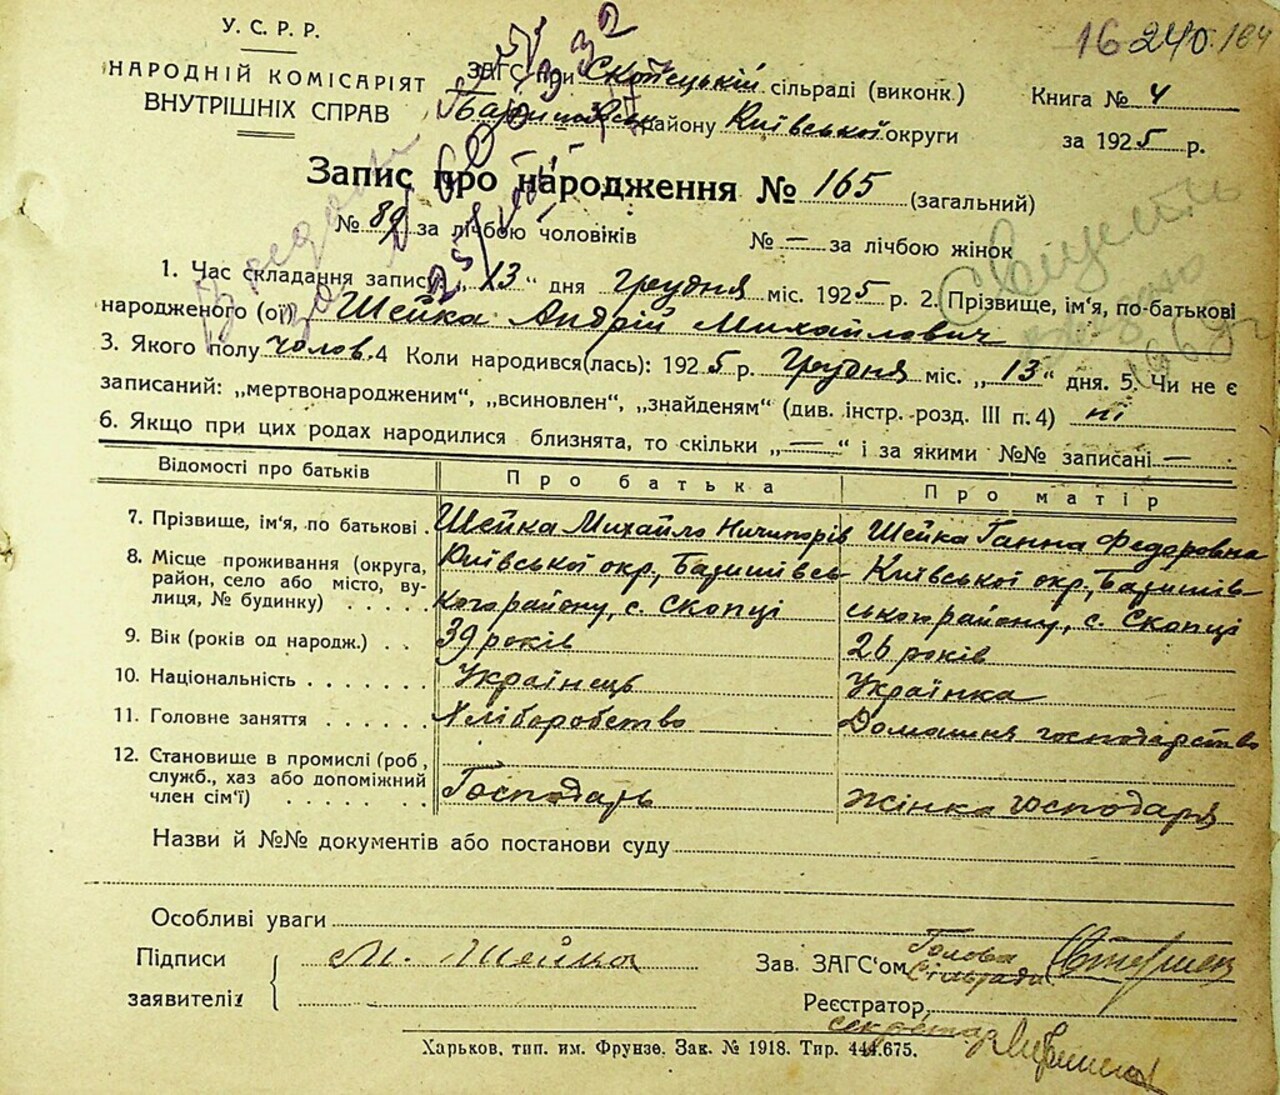 У. С. Р. Р.
НАРОДНІЙ КОМІСАРІЯТ
ВНУТРІШНІХ СПРАВ
16 240 164
ЗАГС при Скопецькій сільраді (виконк.)
району Київської округи
Книга № 4
за 1925 р.
Запис про народження № 165 (загальний)
№ 89 за лічбою чоловіків № — за лічбою жінок
1. Час складання запису „13“ дня Грудня міс. 1925 р. 2. Прізвище, ім'я, по-батькові
народженого (ої) Шейка Андрій Михайлович
3. Якого полу чолов. 4 Коли народився(лась): 1925 р. Грудня міс. „13“ дня. 5. Чи не є
записаний: „мертвонародженим“, „всиновлен“, „знайденям“ (див. інстр. розд. III п. 4) ні
6. Якщо при цих родах народилися близнята, то скільки „—“ і за якими №№ записані —
Відомості про батьків Про батька Про матір
7. Прізвище, ім'я, по батькові . Шейка Михайло Ничипорів Шейка Ганна Федоровна
8. Місце проживання (округа, район, село або місто, вулиця, № будинку) . . . . Київської окр., Баришівського району, с. Скопці Київської окр., Баришівського району, с. Скопці
9. Вік (років од народж.) . . 39 років 26 років
10. Національність . . . . . . . Українець Українка
11. Головне заняття . . . . . . Хліборобство Домашня господарство
12. Становище в промислі (роб., служб., хаз або допоміжний член сім'ї) . . . . . . Господарь жінка господаря
Назви й №№ документів або постанови суду
Особливі уваги
Підписи
заявителів:
М. Шейка
Зав. ЗАГС'ом Голова Сільради
Реєстратор,
секретар
Харьков, тип. им. Фрунзе. Зак. № 1918. Тир. 444.675.